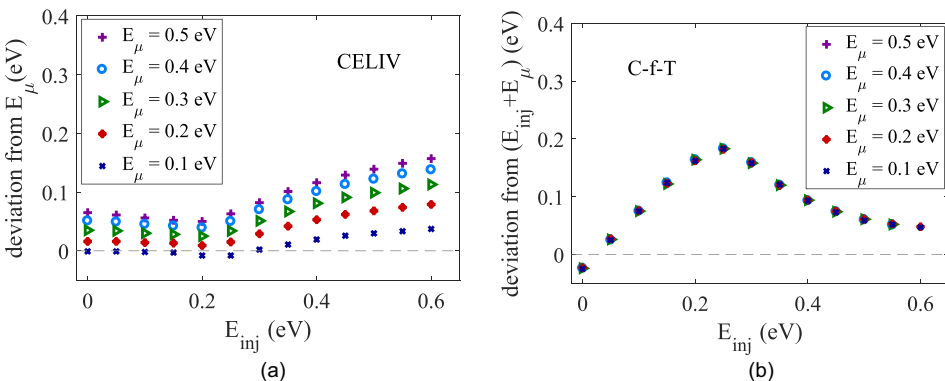 0.4
0.3
0.2
0.1
0
deviation from E_μ(eV)
E_μ = 0.5 eV
E_μ = 0.4 eV
E_μ = 0.3 eV
E_μ = 0.2 eV
E_μ = 0.1 eV
CELIV
0 0.2 0.4 0.6
E_inj (eV)
(a)
0.4
0.3
0.2
0.1
0
deviation from (E_inj+E_μ) (eV)
C-f-T
E_μ = 0.5 eV
E_μ = 0.4 eV
E_μ = 0.3 eV
E_μ = 0.2 eV
E_μ = 0.1 eV
0 0.2 0.4 0.6
E_inj (eV)
(b)